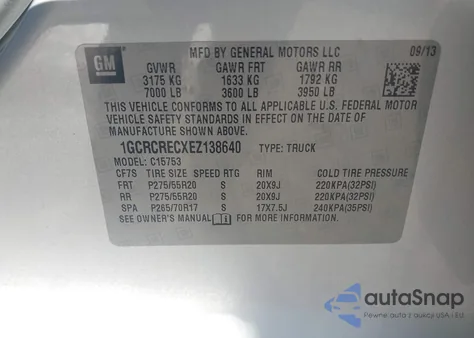 GM
MFD BY GENERAL MOTORS LLC 09/13
GVWR GAWR FRT GAWR RR
3175 KG 1633 KG 1792 KG
7000 LB 3600 LB 3950 LB
THIS VEHICLE CONFORMS TO ALL APPLICABLE U.S. FEDERAL MOTOR
VEHICLE SAFETY STANDARDS IN EFFECT ON THE DATE OF
MANUFACTURE SHOWN ABOVE.
1GCRCRECXEZ138640 TYPE: TRUCK
MODEL: C15753
CF7S TIRE SIZE SPEED RTG RIM COLD TIRE PRESSURE
FRT P275/55R20 S 20X9J 220KPA(32PSI)
RR P275/55R20 S 20X9J 220KPA(32PSI)
SPA P265/70R17 S 17X7.5J 240KPA(35PSI)
SEE OWNER'S MANUAL FOR MORE INFORMATION.
autoSnap
Pewne auto z USA i EU.